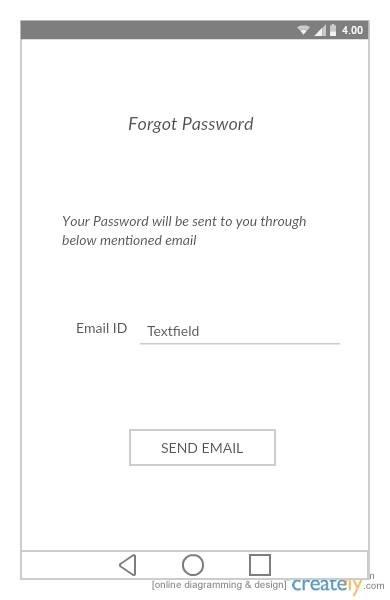 4.00
Forgot Password
Your Password will be sent to you through
below mentioned email
Email ID Textfield
SEND EMAIL
[online diagramming & design] creately.com